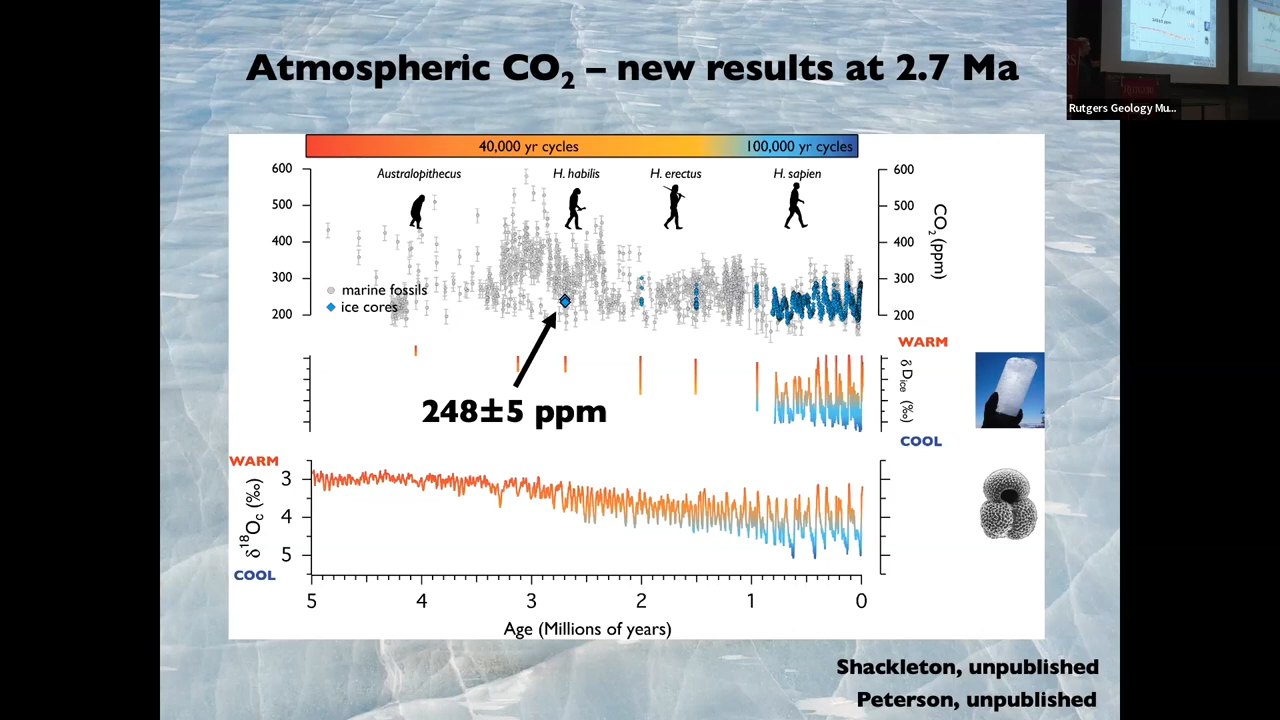 Atmospheric CO₂ – new results at 2.7 Ma
Rutgers Geology Mu...
40,000 yr cycles
100,000 yr cycles
Australopithecus
H. habilis
H. erectus
H. sapien
600
500
400
300
200
600
500
400
300
200
CO₂ (ppm)
marine fossils
ice cores
248±5 ppm
WARM
δDice (‰)
COOL
WARM
3
4
5
δ¹⁸Oc (‰)
COOL
5
4
3
2
1
0
Age (Millions of years)
Shackleton, unpublished
Peterson, unpublished